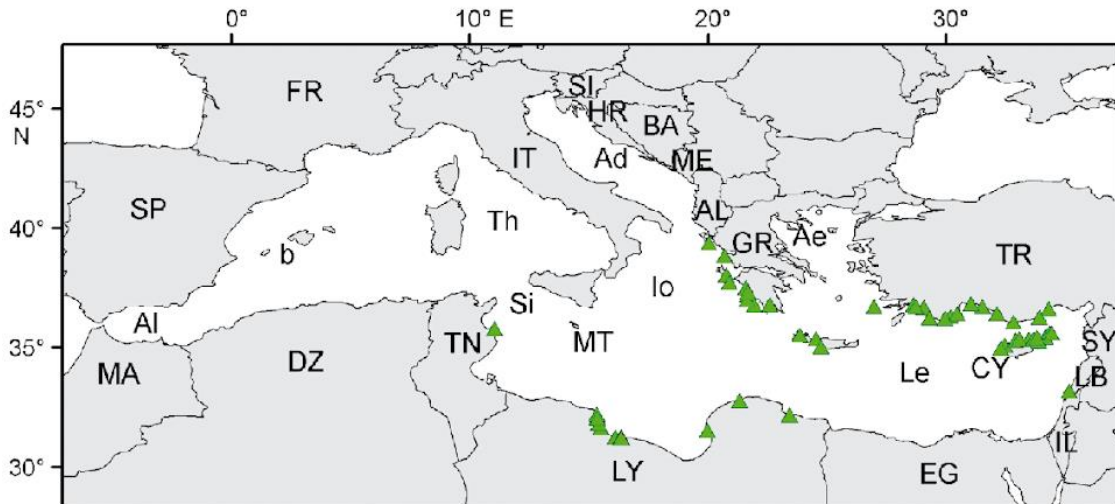 0° 10° E 20° 30°
45°
N
40°
35°
30°
FR
SI
HR
BA
IT
Ad
ME
SP
Th
AL
GR
Ae
TR
b
Io
Al
Si
MT
TN
MA
DZ
Le
CY
SY
LB
IL
LY
EG